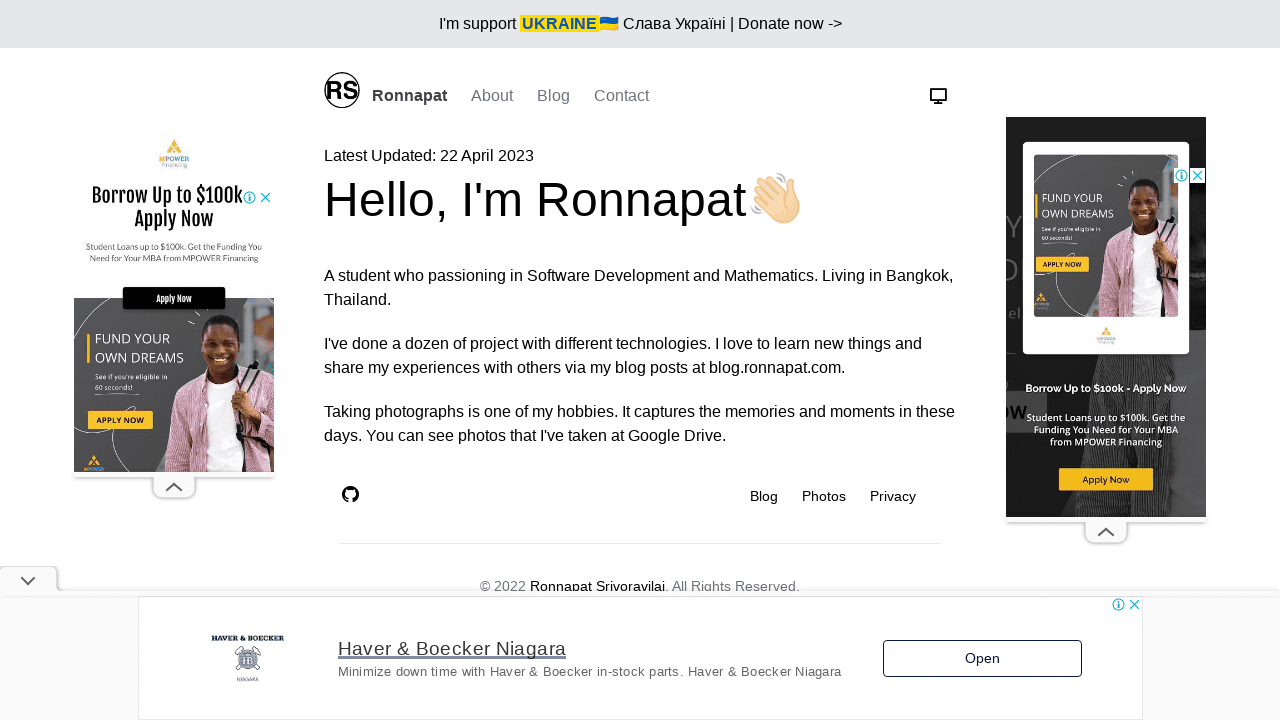 I'm support UKRAINE🇺🇦 Слава Україні | Donate now ->
RS
Ronnapat
About
Blog
Contact
Latest Updated: 22 April 2023
Hello, I'm Ronnapat👋🏻
A student who passioning in Software Development and Mathematics. Living in Bangkok,
Thailand.
I've done a dozen of project with different technologies. I love to learn new things and
share my experiences with others via my blog posts at blog.ronnapat.com.
Taking photographs is one of my hobbies. It captures the memories and moments in these
days. You can see photos that I've taken at Google Drive.
Blog
Photos
Privacy
© 2022 Ronnapat Srivoravilai. All Rights Reserved.
MPOWER
Financing
Borrow Up to $100k
Apply Now
Student Loans up to $100k. Get the Funding You
Need for Your MBA from MPOWER Financing
Apply Now
FUND YOUR
OWN DREAMS
See if you're eligible in
60 seconds!
APPLY NOW
MPOWER
FUND YOUR
OWN DREAMS
See if you're eligible in
60 seconds!
APPLY NOW
Borrow Up to $100k - Apply Now
Student Loans up to $100k. Get the
Funding You Need for Your MBA
from MPOWER Financing
Apply Now
HAVER & BOECKER
NIAGARA
Haver & Boecker Niagara
Minimize down time with Haver & Boecker in-stock parts. Haver & Boecker Niagara
Open